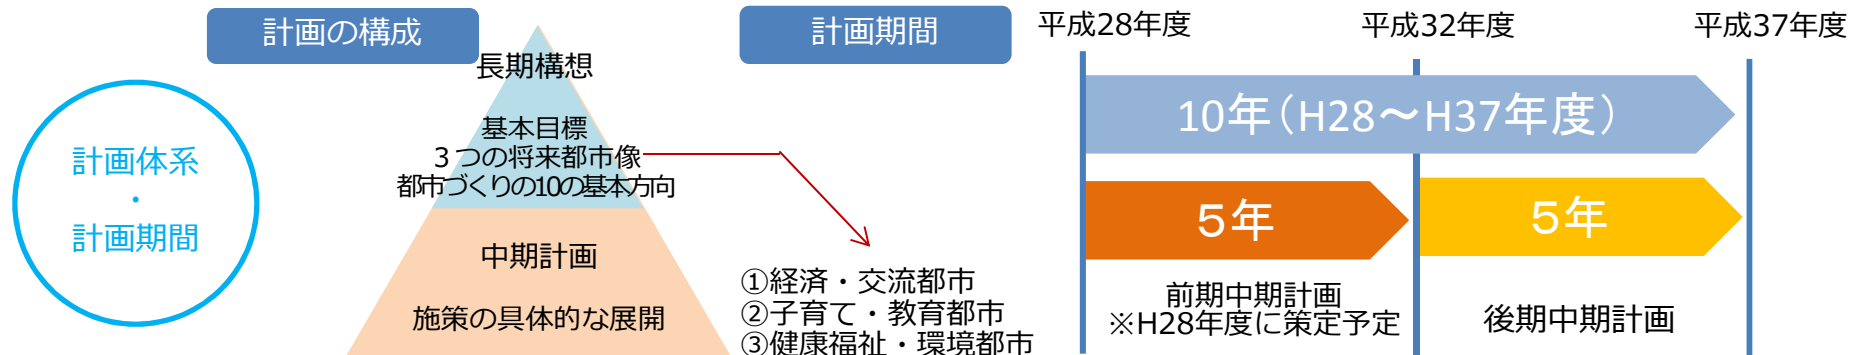 計画の構成
計画期間
平成28年度
平成32年度
平成37年度
計画体系
・
計画期間
長期構想
基本目標
３つの将来都市像
都市づくりの10の基本方向
中期計画
施策の具体的な展開
①経済・交流都市
②子育て・教育都市
③健康福祉・環境都市
10年（H28～H37年度）
５年
５年
前期中期計画
※H28年度に策定予定
後期中期計画